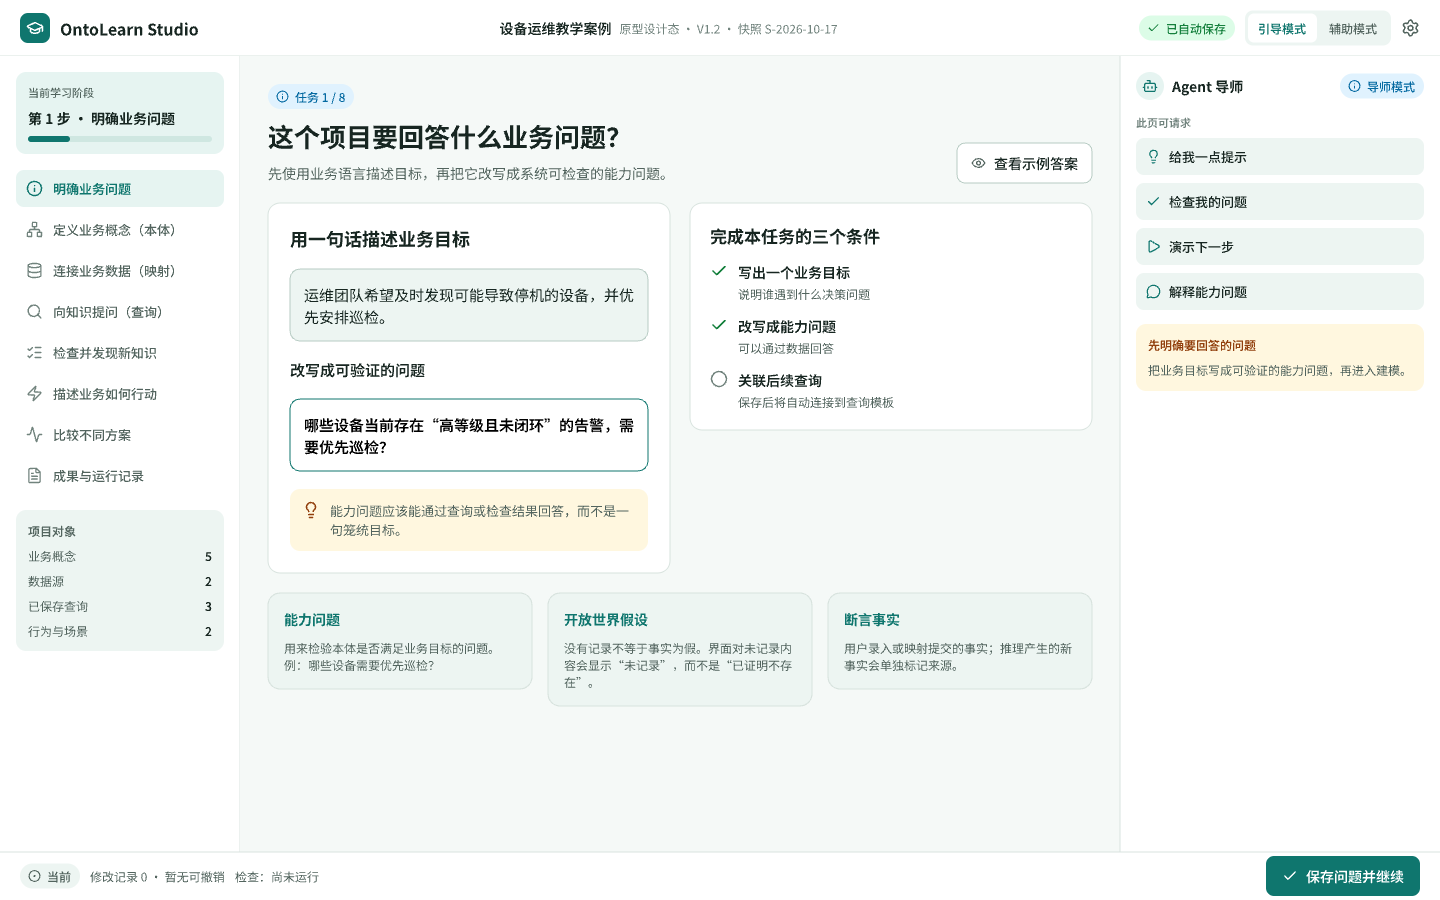 OntoLearn Studio
设备运维教学案例 原型设计态 • V1.2 • 快照 S-2026-10-17
已自动保存
引导模式
辅助模式
当前学习阶段
第 1 步 • 明确业务问题
明确业务问题
定义业务概念（本体）
连接业务数据（映射）
向知识提问（查询）
检查并发现新知识
描述业务如何行动
比较不同方案
成果与运行记录
项目对象
业务概念 5
数据源 2
已保存查询 3
行为与场景 2
任务 1 / 8
这个项目要回答什么业务问题？
先使用业务语言描述目标，再把它改写成系统可检查的能力问题。
查看示例答案
用一句话描述业务目标
运维团队希望及时发现可能导致停机的设备，并优
先安排巡检。
改写成可验证的问题
哪些设备当前存在“高等级且未闭环”的告警，需
要优先巡检？
能力问题应该能通过查询或检查结果回答，而不是一
句笼统目标。
完成本任务的三个条件
写出一个业务目标
说明谁遇到什么决策问题
改写成能力问题
可以通过数据回答
关联后续查询
保存后将自动连接到查询模板
能力问题
用来检验本体是否满足业务目标的问题。
例：哪些设备需要优先巡检？
开放世界假设
没有记录不等于事实为假。界面对未记录内
容会显示“未记录”，而不是“已证明不存
在”。
断言事实
用户录入或映射提交的事实；推理产生的新
事实会单独标记来源。
Agent 导师
导师模式
此页可请求
给我一点提示
检查我的问题
演示下一步
解释能力问题
先明确要回答的问题
把业务目标写成可验证的能力问题，再进入建模。
当前
修改记录 0 • 暂无可撤销 检查：尚未运行
保存问题并继续